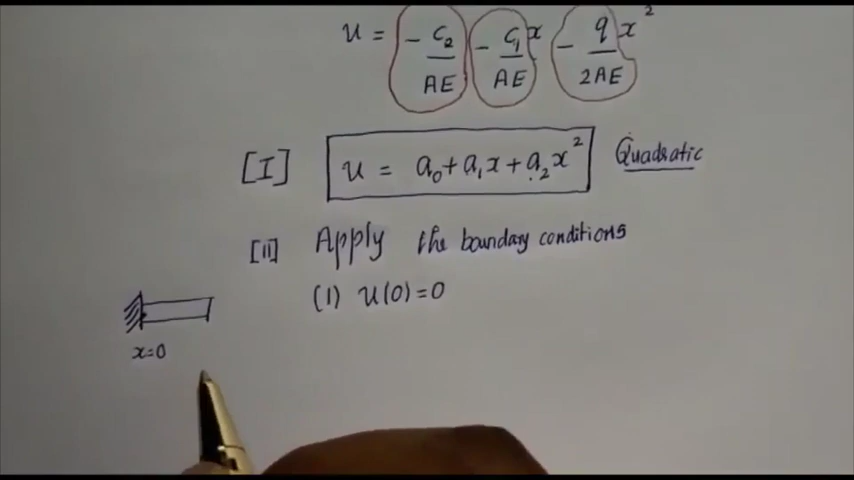 u = - C₂/AE - C₁/AE x - q/2AE x²
[I] u = a₀+a₁x+a₂x² Quadratic
[II] Apply the boundary conditions
(1) u(0)=0
x=0